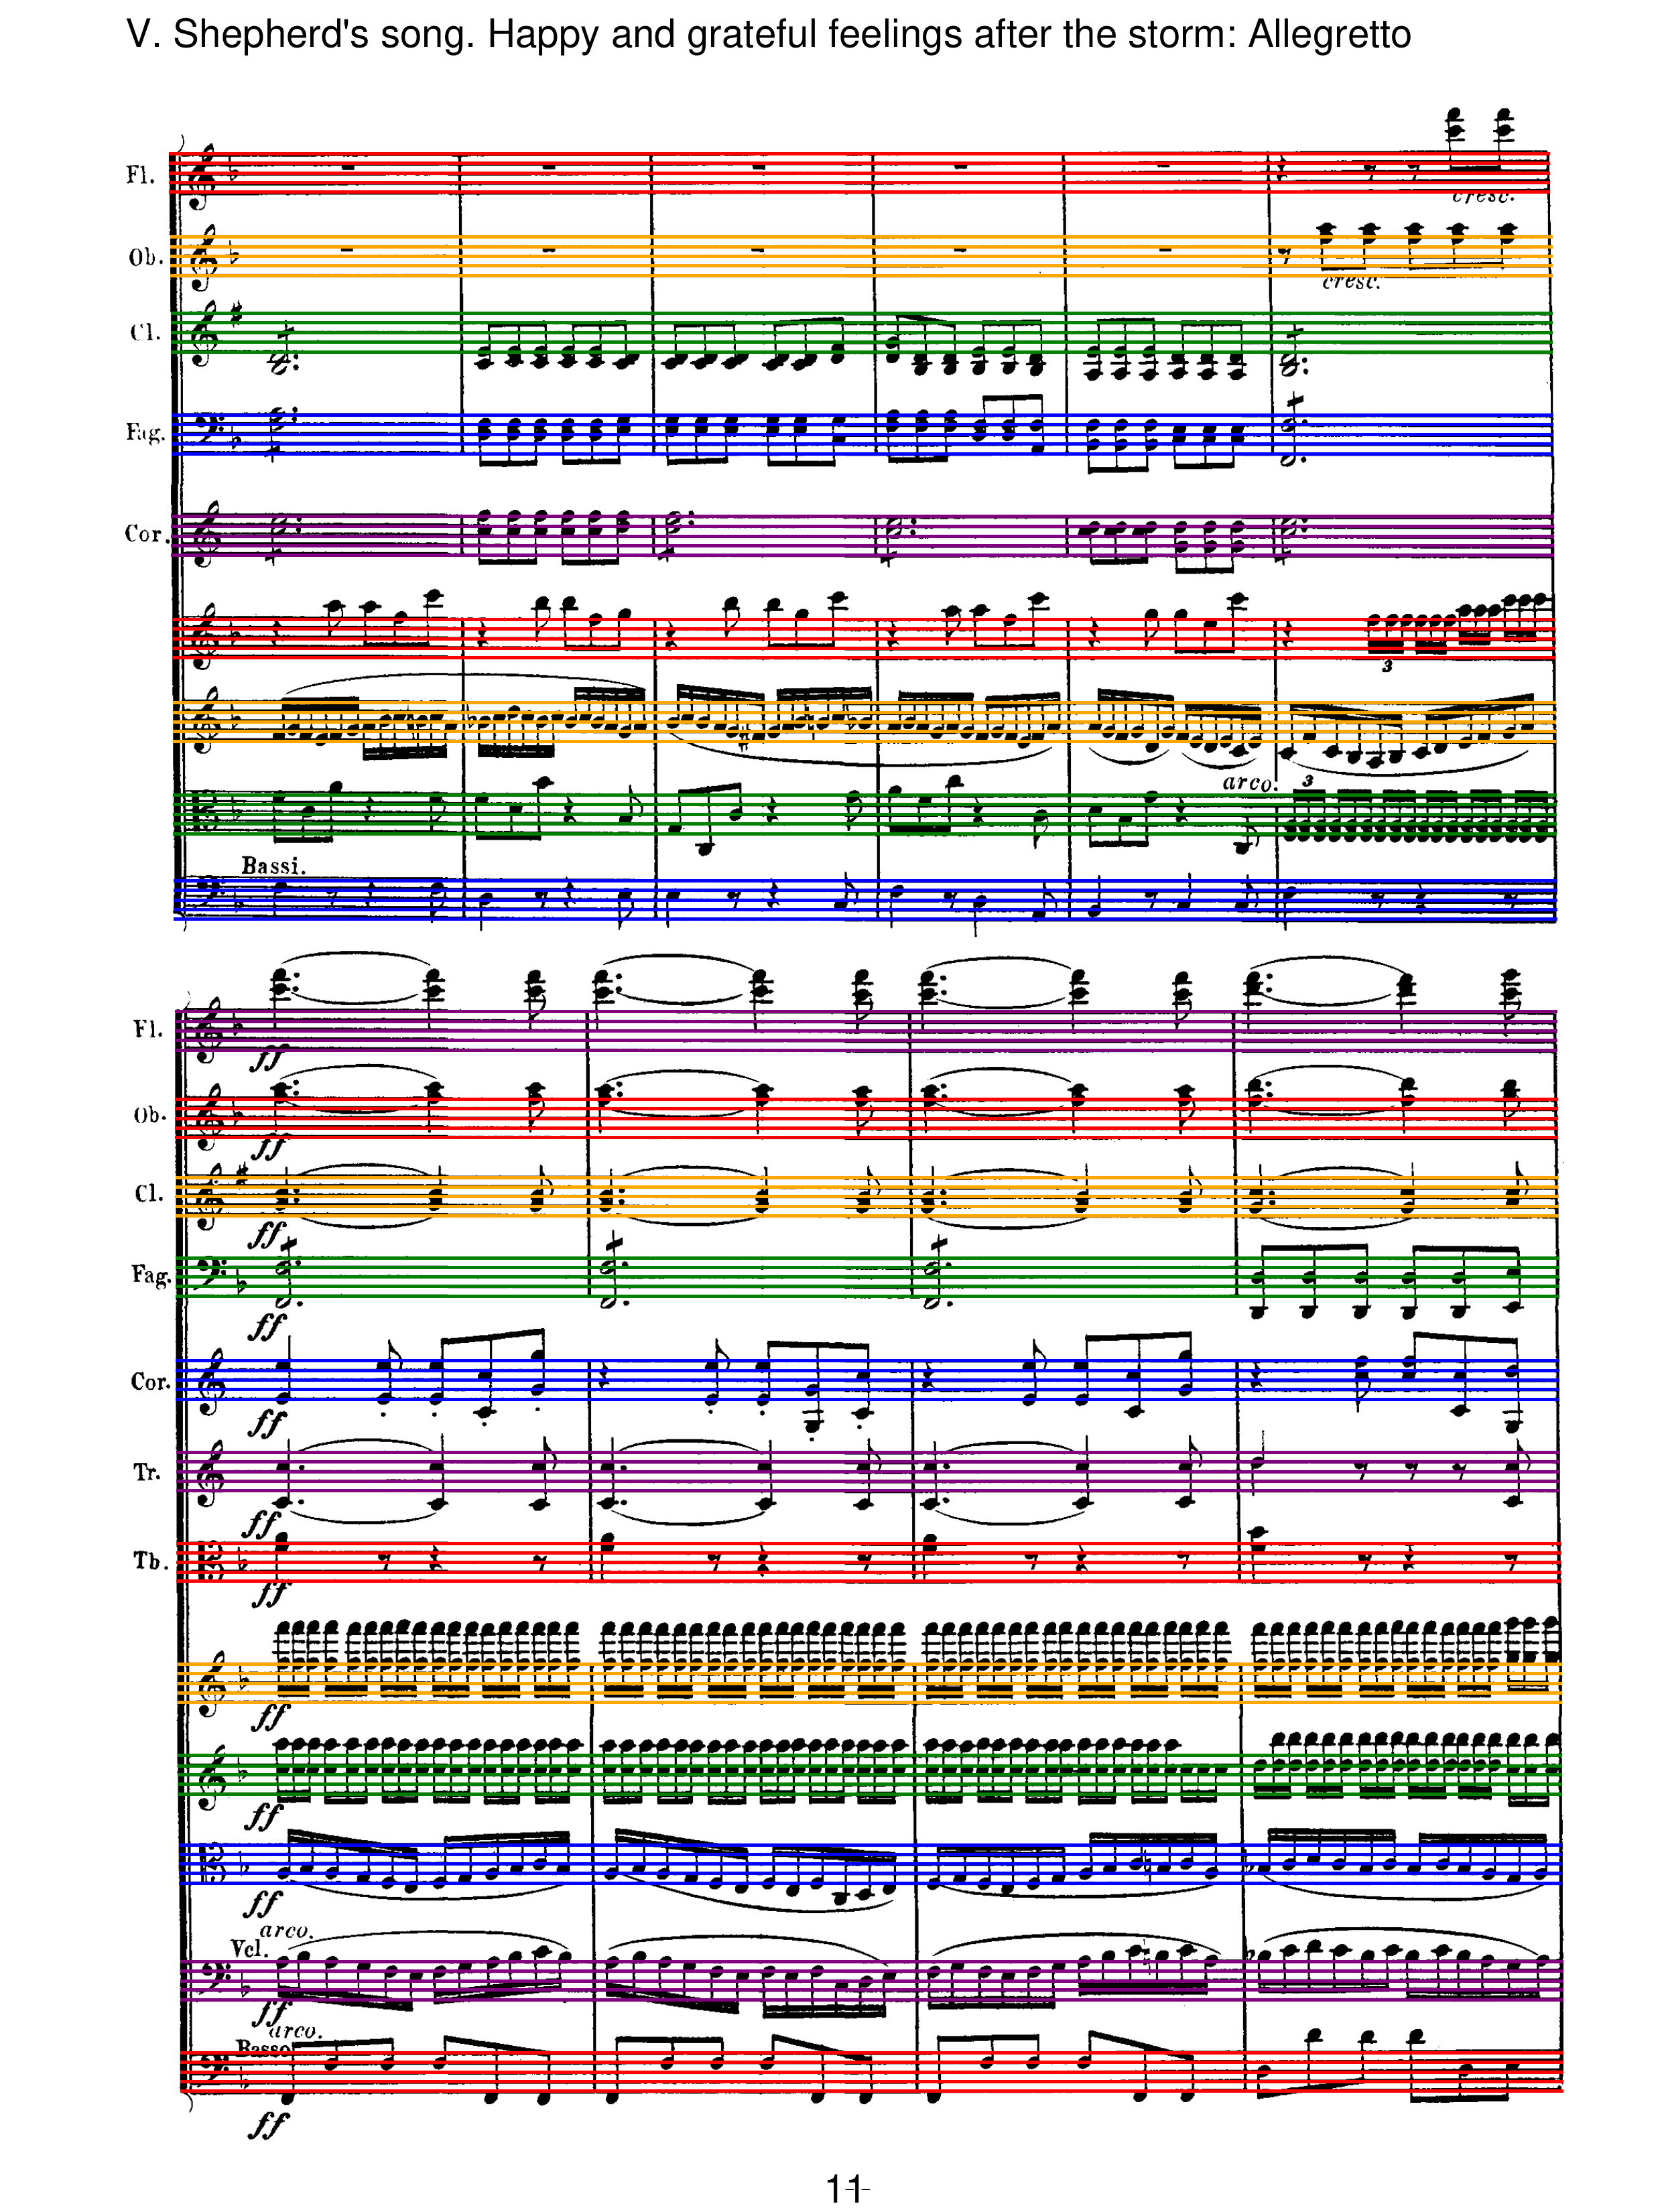 V. Shepherd's song. Happy and grateful feelings after the storm: Allegretto
Fl.
cresc.
Ob.
cresc.
Cl.
Fag.
Cor.
3
arco.
3
Bassi.
Fl.
ff
Ob.
ff
Cl.
ff
Fag.
ff
Cor.
ff
Tr.
ff
Tb.
ff
ff
ff
ff
arco.
Vcl.
ff
arco.
Basso
ff
11